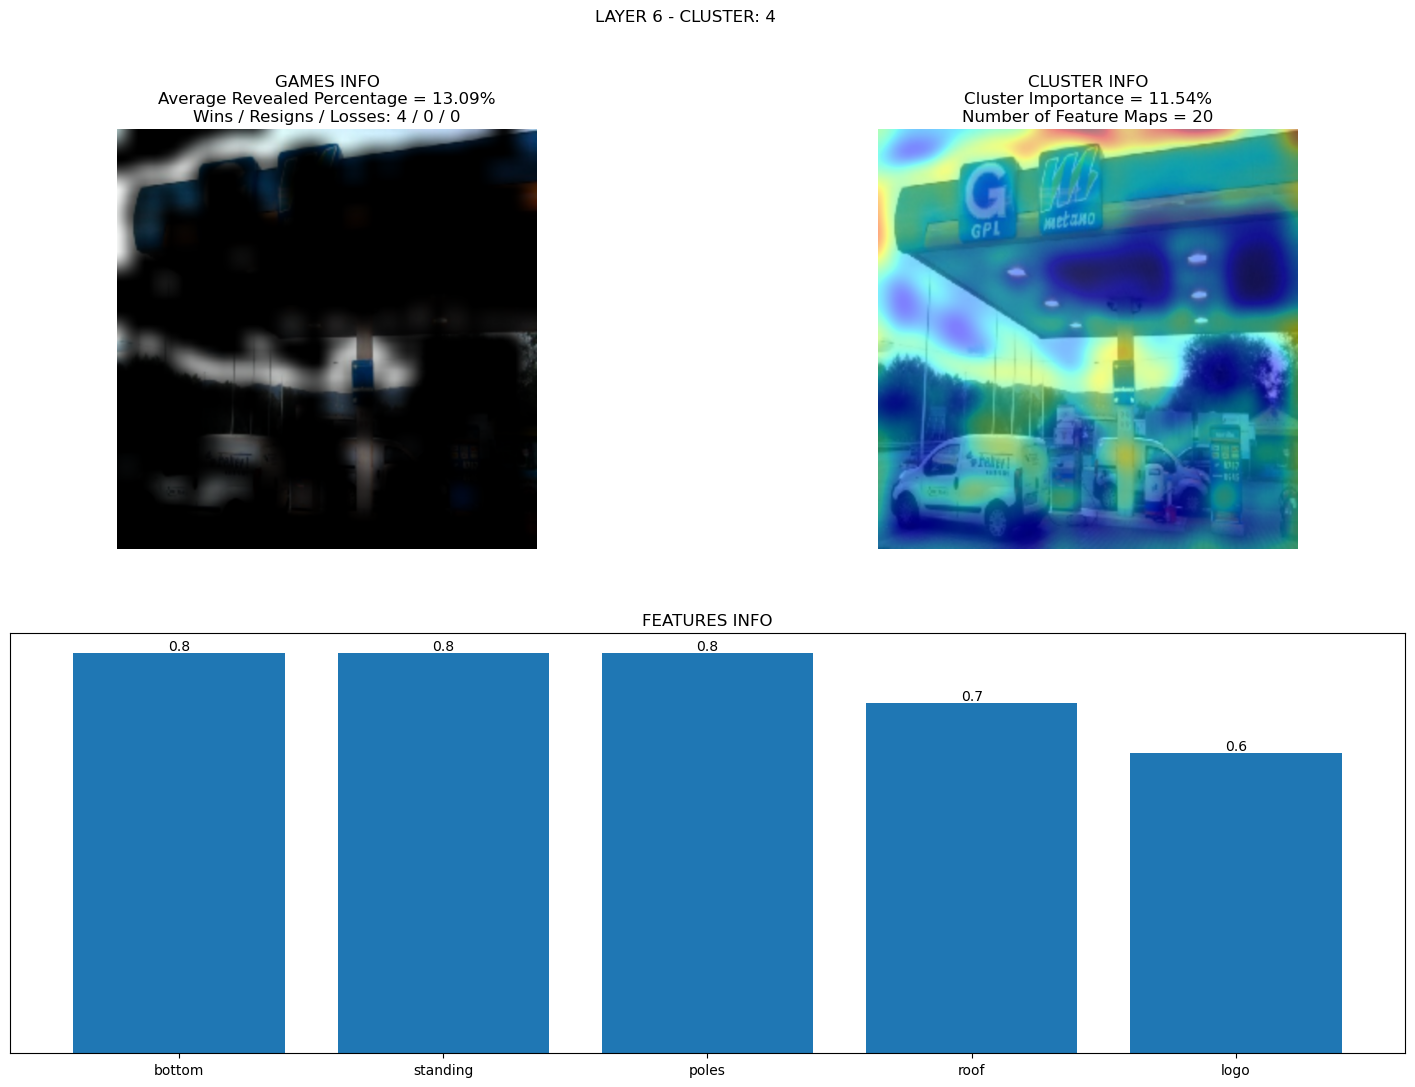 LAYER 6 - CLUSTER: 4
GAMES INFO
Average Revealed Percentage = 13.09%
Wins / Resigns / Losses: 4 / 0 / 0
CLUSTER INFO
Cluster Importance = 11.54%
Number of Feature Maps = 20
G
GPL
metano
FEATURES INFO
0.8
0.8
0.8
0.7
0.6
bottom
standing
poles
roof
logo